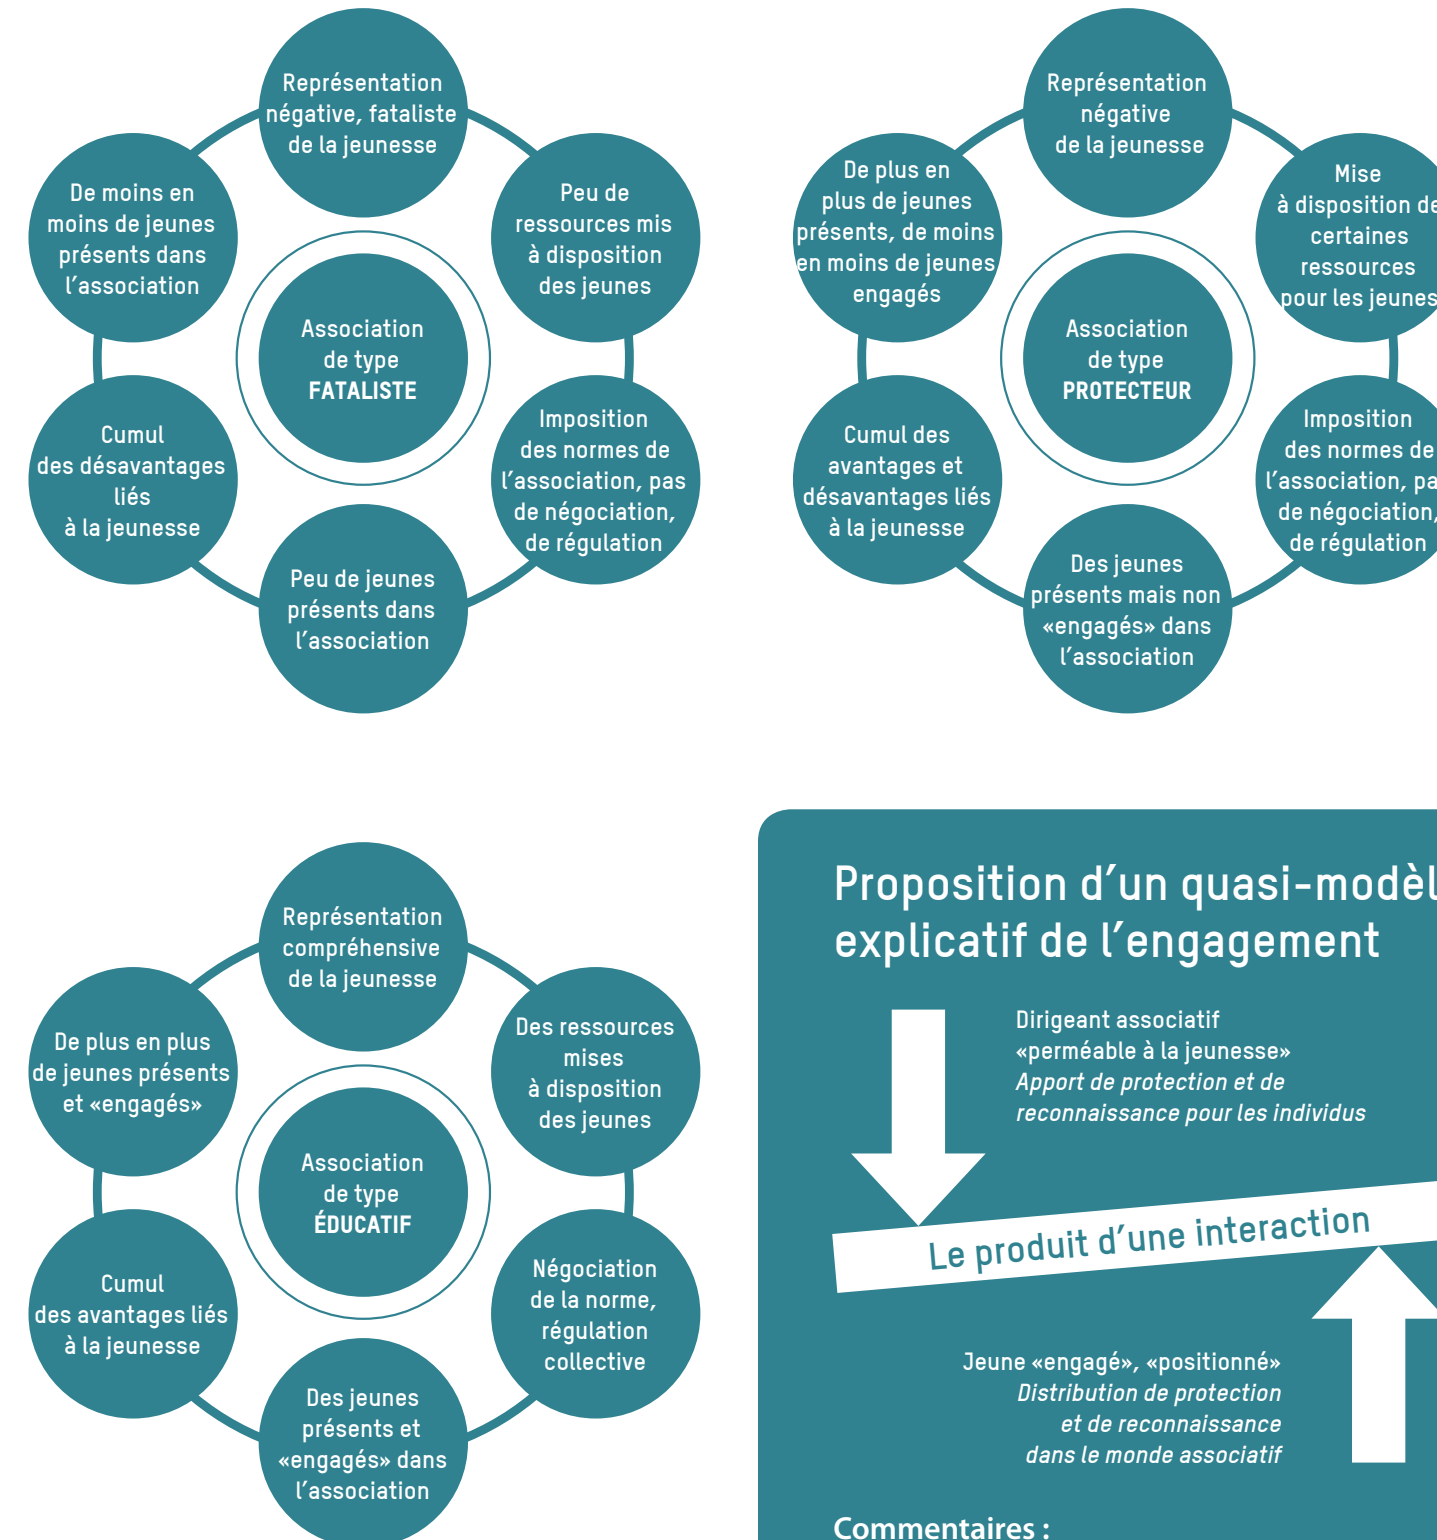 Représentation
négative, fataliste
de la jeunesse
Peu de
ressources mis
à disposition
des jeunes
Imposition
des normes de
l’association, pas
de négociation,
de régulation
Peu de jeunes
présents dans
l’association
Cumul
des désavantages
liés
à la jeunesse
De moins en
moins de jeunes
présents dans
l’association
Association
de type
FATALISTE
Représentation
négative
de la jeunesse
Mise
à disposition de
certaines
ressources
pour les jeunes
Imposition
des normes de
l’association, pa
de négociation,
de régulation
Des jeunes
présents mais non
«engagés» dans
l’association
Cumul des
avantages et
désavantages liés
à la jeunesse
De plus en
plus de jeunes
présents, de moins
en moins de jeunes
engagés
Association
de type
PROTECTEUR
Représentation
compréhensive
de la jeunesse
Des ressources
mises
à disposition
des jeunes
Négociation
de la norme,
régulation
collective
Des jeunes
présents et
«engagés» dans
l’association
Cumul
des avantages liés
à la jeunesse
De plus en plus
de jeunes présents
et «engagés»
Association
de type
ÉDUCATIF
Proposition d’un quasi-modèl
explicatif de l’engagement
Dirigeant associatif
«perméable à la jeunesse»
Apport de protection et de
reconnaissance pour les individus
Le produit d’une interaction
Jeune «engagé», «positionné»
Distribution de protection
et de reconnaissance
dans le monde associatif
Commentaires :